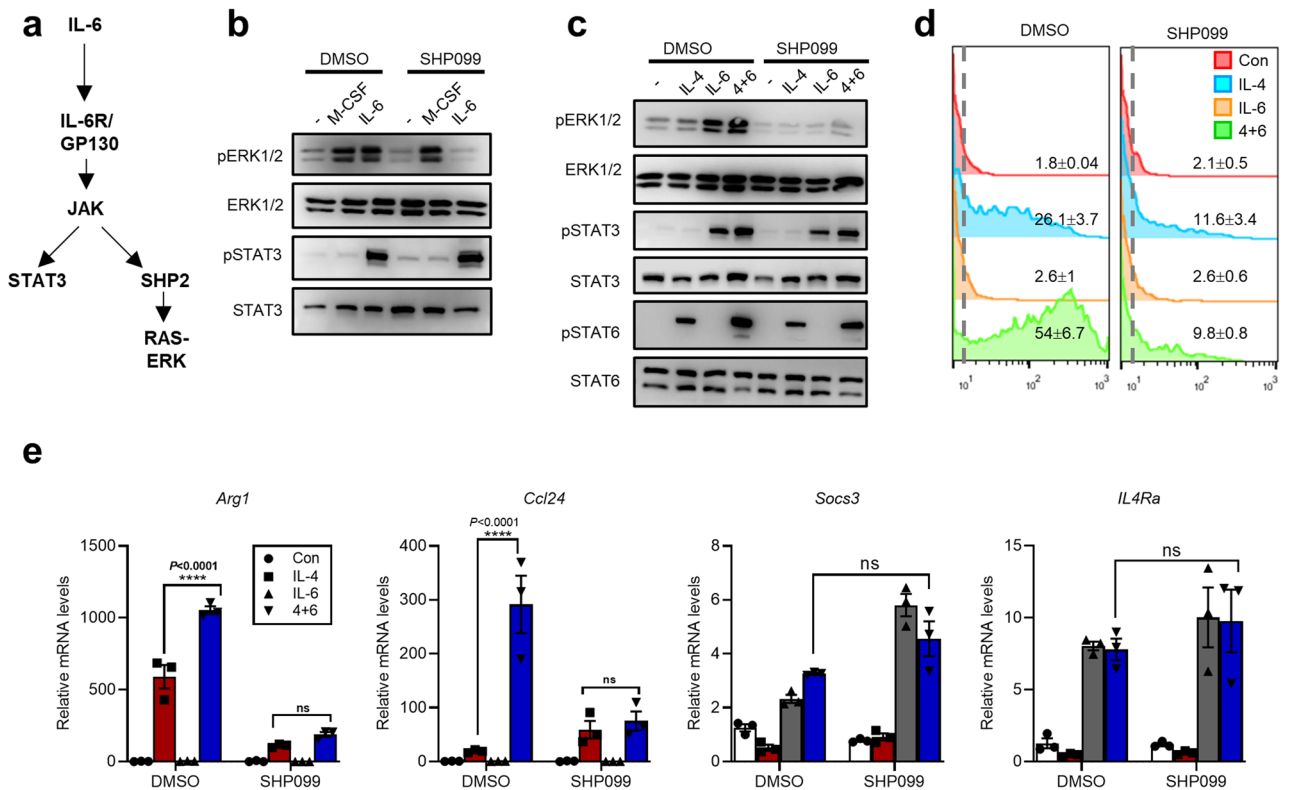 a
IL-6
IL-6R/
GP130
JAK
STAT3
SHP2
RAS-
ERK
b
DMSO
SHP099
-
M-CSF
IL-6
-
M-CSF
IL-6
pERK1/2
ERK1/2
pSTAT3
STAT3
c
DMSO
SHP099
-
IL-4
IL-6
4+6
-
IL-4
IL-6
4+6
pERK1/2
ERK1/2
pSTAT3
STAT3
pSTAT6
STAT6
d
DMSO
SHP099
Con
IL-4
IL-6
4+6
1.8±0.04
2.1±0.5
26.1±3.7
11.6±3.4
2.6±1
2.6±0.6
54±6.7
9.8±0.8
10¹ 10² 10³
10¹ 10² 10³
e
Arg1
Relative mRNA levels
1500
1000
500
0
P<0.0001
****
Con
IL-4
IL-6
4+6
ns
DMSO
SHP099
Ccl24
Relative mRNA levels
400
300
200
100
0
P<0.0001
****
ns
DMSO
SHP099
Socs3
Relative mRNA levels
8
6
4
2
0
ns
DMSO
SHP099
IL4Ra
Relative mRNA levels
15
10
5
0
ns
DMSO
SHP099